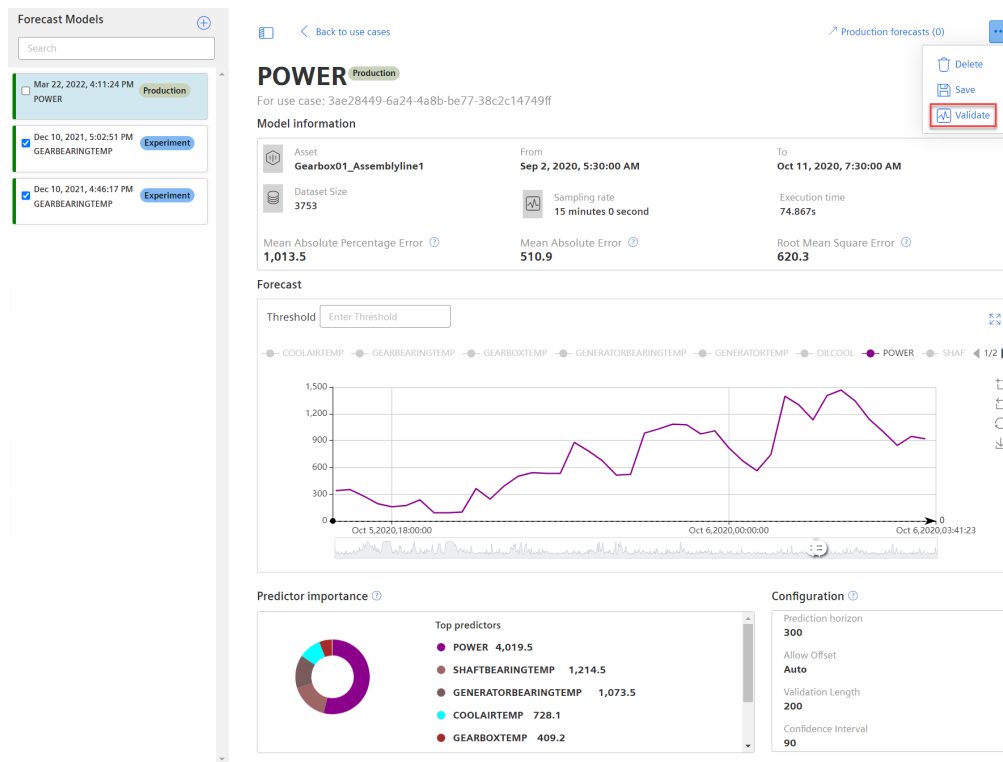 Forecast Models
Search
Mar 22, 2022, 4:11:24 PM
POWER
Production
Dec 10, 2021, 5:02:51 PM
GEARBEARINGTEMP
Experiment
Dec 10, 2021, 4:46:17 PM
GEARBEARINGTEMP
Experiment
Back to use cases
Production forecasts (0)
Delete
Save
Validate
POWER Production
For use case: 3ae28449-6a24-4a8b-be77-38c2c14749ff
Model information
Asset
Gearbox01_Assemblyline1
From
Sep 2, 2020, 5:30:00 AM
To
Oct 11, 2020, 7:30:00 AM
Dataset Size
3753
Sampling rate
15 minutes 0 second
Execution time
74.867s
Mean Absolute Percentage Error
1,013.5
Mean Absolute Error
510.9
Root Mean Square Error
620.3
Forecast
Threshold Enter Threshold
COOLAIRTEMP GEARBEARINGTEMP GEARBOXTEMP GENERATORBEARINGTEMP GENERATORTEMP OILCOOL POWER SHAF 1/2
1,500
1,200
900
600
300
0 0
Oct 5,2020,18:00:00 Oct 6,2020,00:00:00 Oct 6,2020,03:41:23
Predictor importance
Top predictors
POWER 4,019.5
SHAFTBEARINGTEMP 1,214.5
GENERATORBEARINGTEMP 1,073.5
COOLAIRTEMP 728.1
GEARBOXTEMP 409.2
Configuration
Prediction horizon
300
Allow Offset
Auto
Validation Length
200
Confidence Interval
90